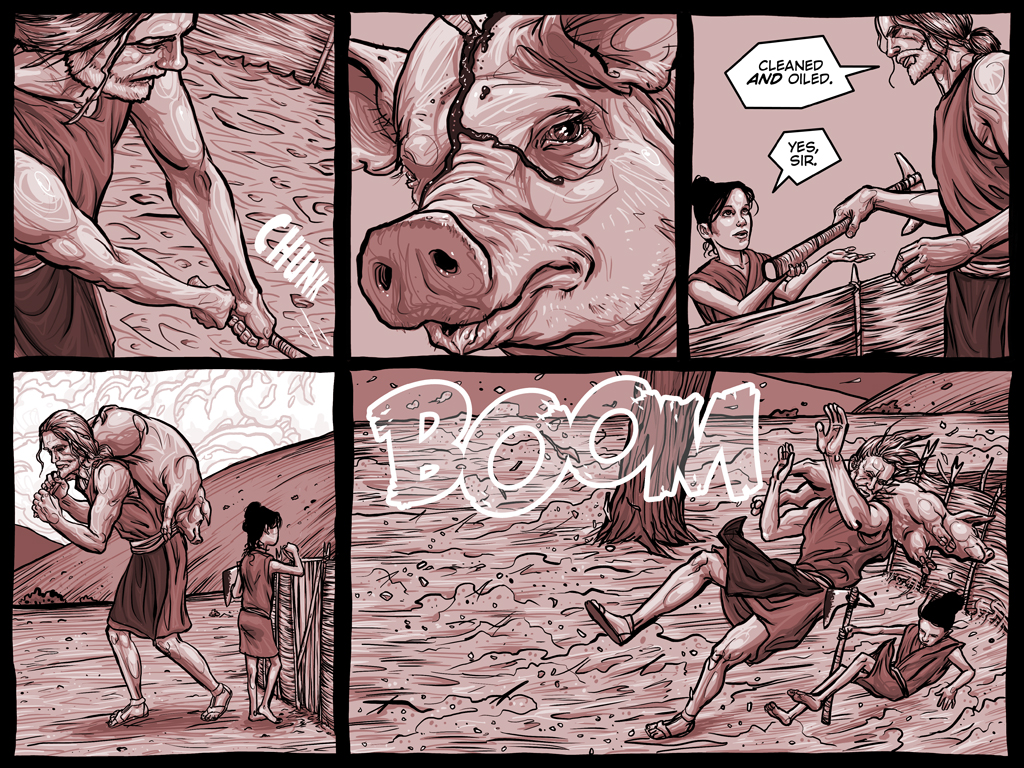 CHUNK
CLEANED
AND OILED.
YES,
SIR.
BOOM